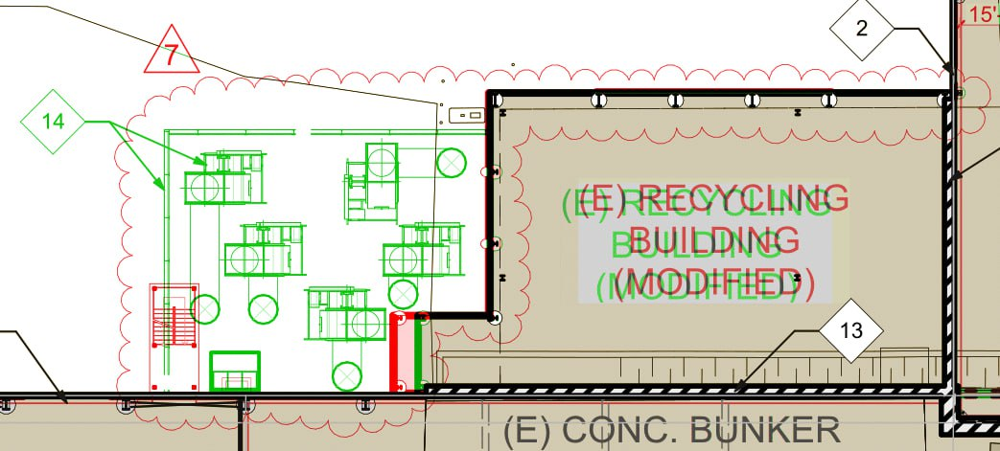 2
15'-
7
14
(E) RECYCLING
BUILDING
(MODIFIED)
13
(E) CONC. BUNKER